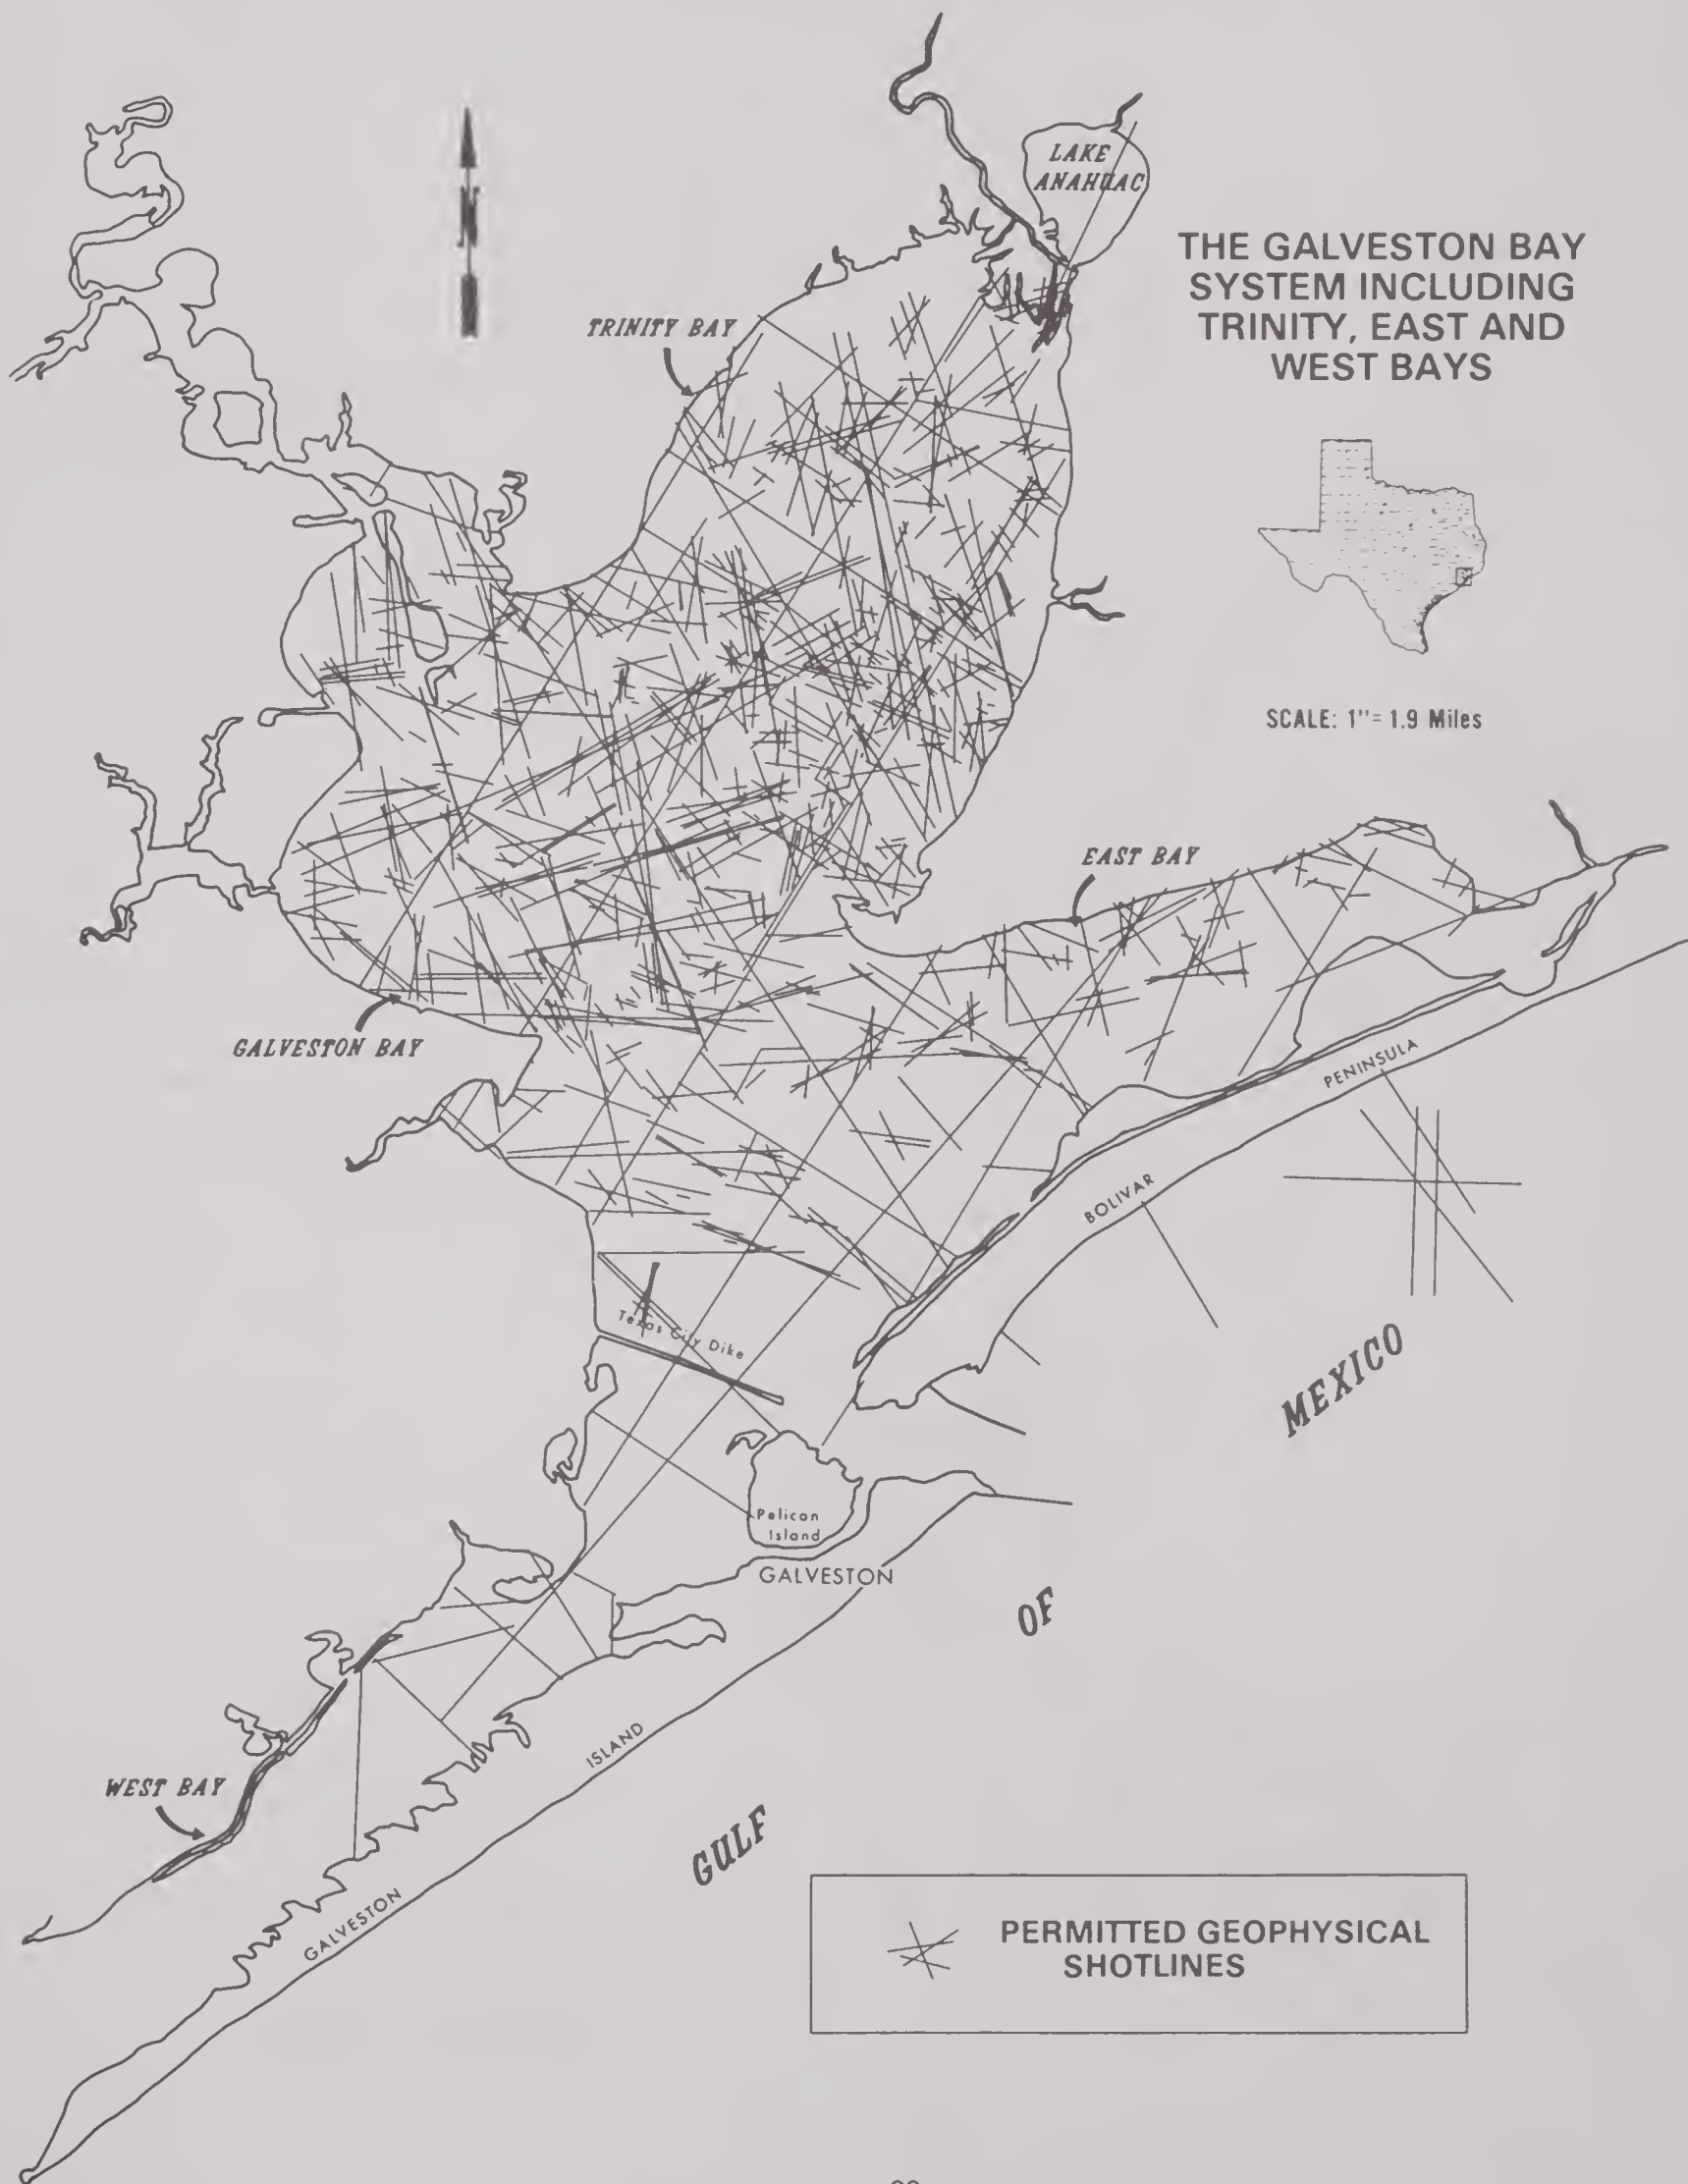 LAKE
ANAHUAC
THE GALVESTON BAY
SYSTEM INCLUDING
TRINITY, EAST AND
WEST BAYS
N
TRINITY BAY
SCALE: 1"= 1.9 Miles
EAST BAY
GALVESTON BAY
PENINSULA
BOLIVAR
Texas City Dike
MEXICO
Pelican
Island
GALVESTON
OF
ISLAND
WEST BAY
GULF
GALVESTON
PERMITTED GEOPHYSICAL
SHOTLINES